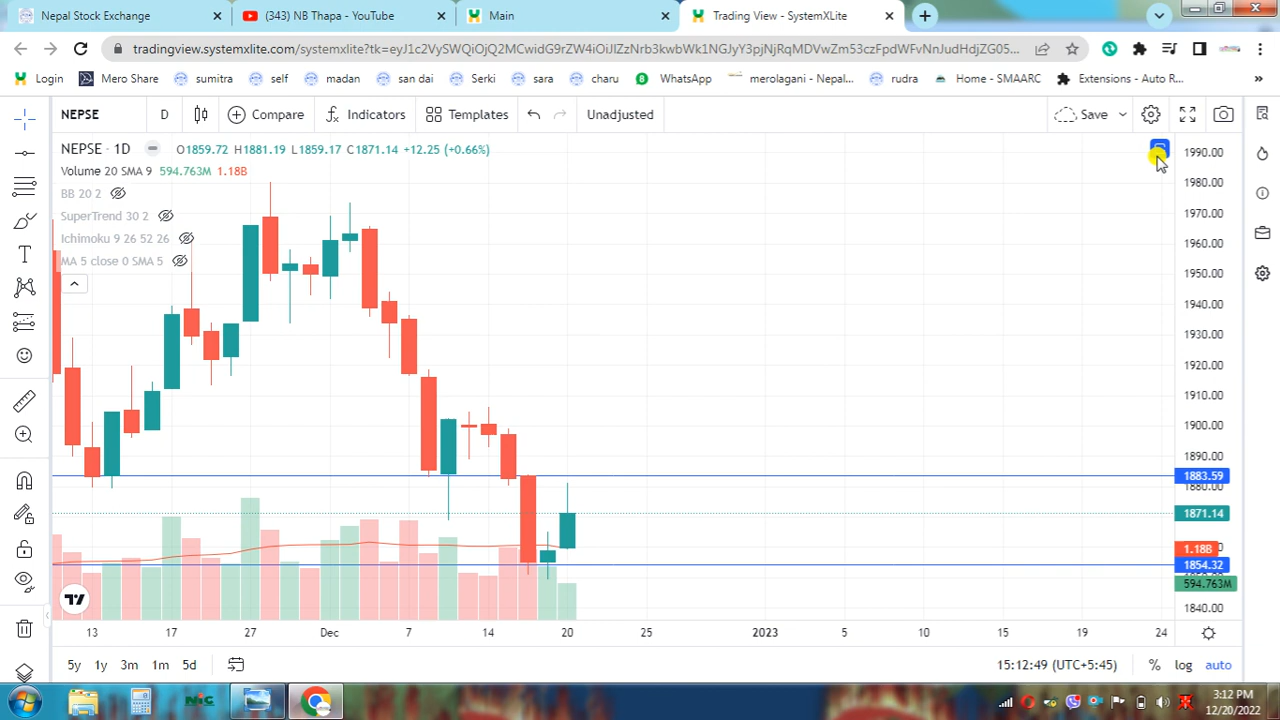 Nepal Stock Exchange
(343) NB Thapa - YouTube
Main
Trading View - SystemXLite
Login
Mero Share
sumitra
self
madan
san dai
Serki
sara
charu
WhatsApp
merolagani - Nepal...
rudra
Home - SMAARC
Extensions - Auto R...
»
NEPSE
D
Compare
Indicators
Templates
Unadjusted
Save
NEPSE · 1D
O1859.72 H1881.19 L1859.17 C1871.14 +12.25 (+0.66%)
Volume 20 SMA 9 594.763M 1.18B
BB 20 2
SuperTrend 30 2
Ichimoku 9 26 52 26
MA 5 close 0 SMA 5
1990.00
1980.00
1970.00
1960.00
1950.00
1940.00
1930.00
1920.00
1910.00
1900.00
1890.00
1883.59
1880.00
1871.14
1.18B
1854.32
594.763M
1840.00
13 17 27 Dec 7 14 20 25 2023 5 10 15 19 24
5y 1y 3m 1m 5d
15:12:49 (UTC+5:45)
% log auto
NIC
3:12 PM
12/20/2022